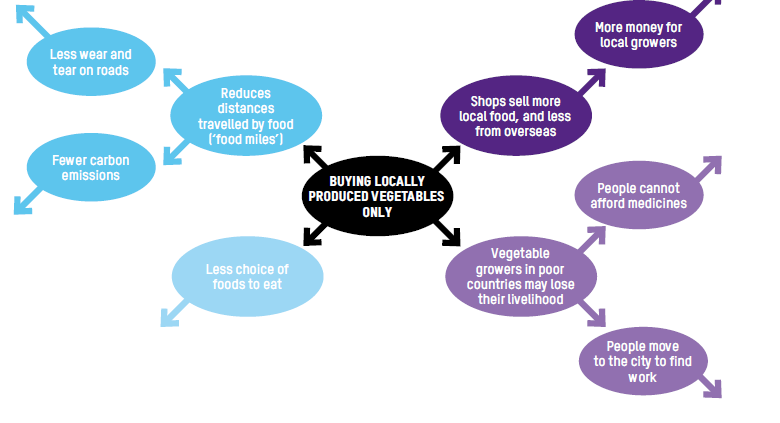 More money for
local growers
Less wear and
tear on roads
Reduces
distances
travelled by food
('food miles')
Shops sell more
local food, and less
from overseas
Fewer carbon
emissions
BUYING LOCALLY
PRODUCED VEGETABLES
ONLY
People cannot
afford medicines
Less choice of
foods to eat
Vegetable
growers in poor
countries may lose
their livelihood
People move
to the city to find
work